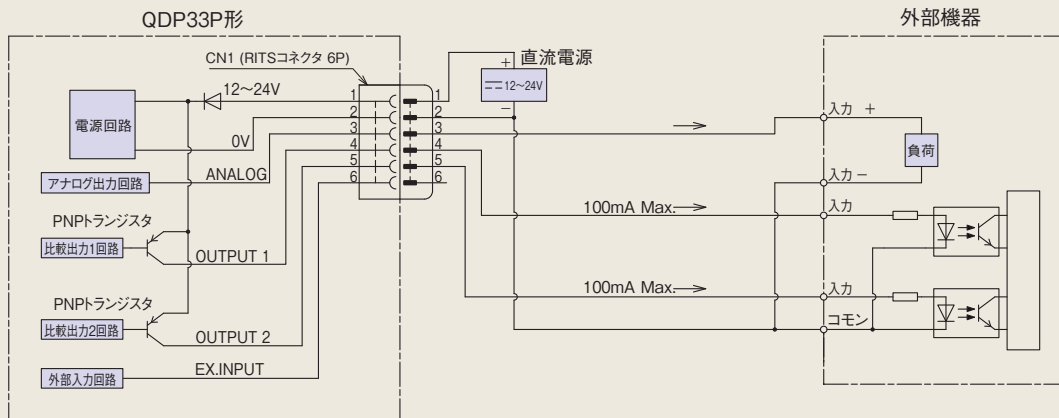 QDP33P形
外部機器
CN1 (RITSコネクタ 6P)
直流電源
+
12〜24V
−
電源回路
12〜24V
0V
アナログ出力回路
ANALOG
PNPトランジスタ
比較出力1回路
OUTPUT 1
PNPトランジスタ
比較出力2回路
OUTPUT 2
外部入力回路
EX.INPUT
1
2
3
4
5
6
1
2
3
4
5
6
100mA Max.
100mA Max.
入力 +
負荷
入力 −
入力
入力
コモン